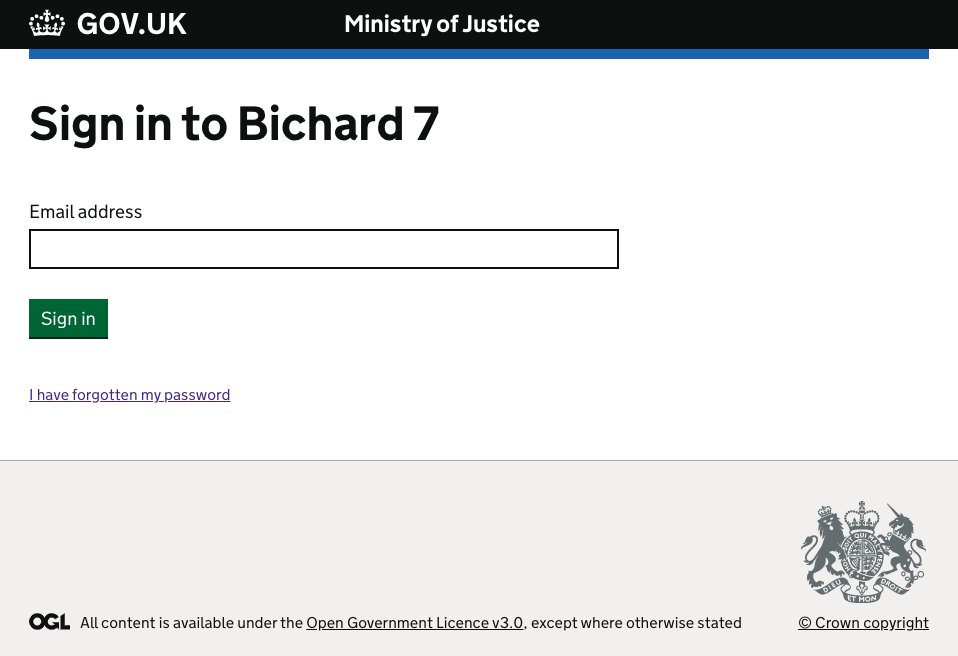 GOV.UK Ministry of Justice
Sign in to Bichard 7
Email address
Sign in
I have forgotten my password
OGL All content is available under the Open Government Licence v3.0, except where otherwise stated
© Crown copyright
DIEU ET MON DROIT